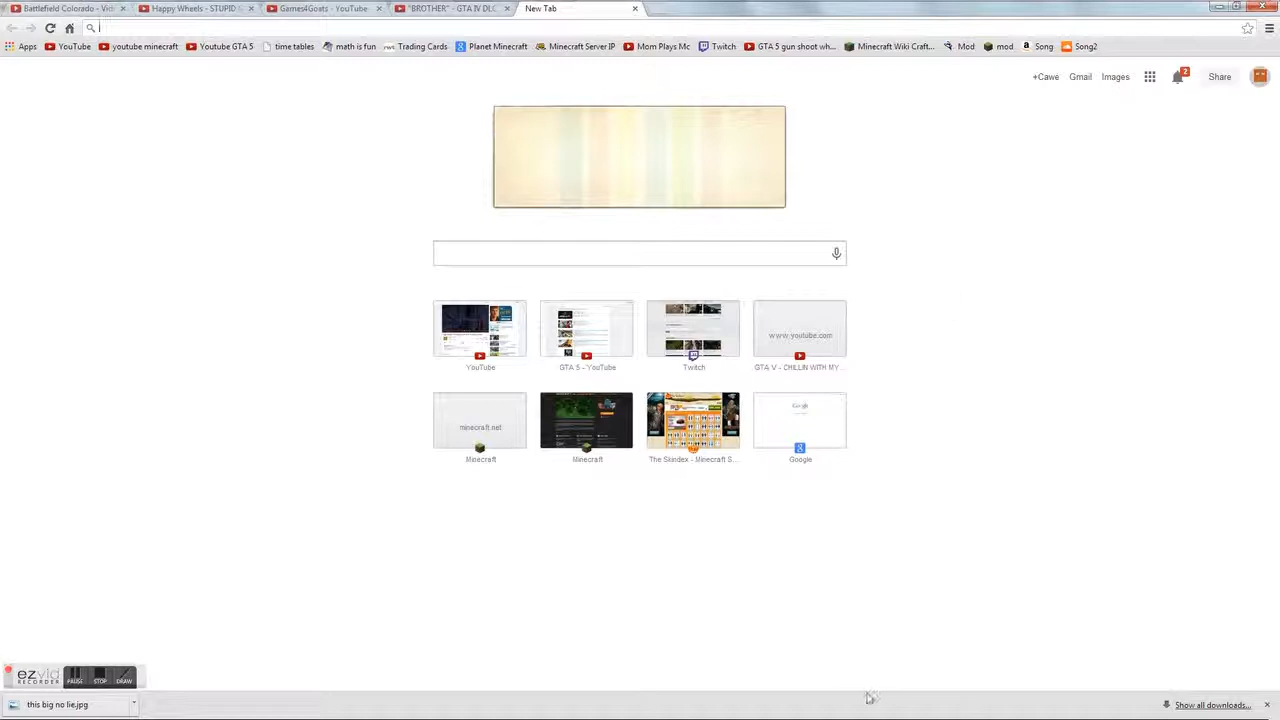 Battlefield Colorado - Vi
Happy Wheels - STUPID
Games4Goats - YouTube
"BROTHER" - GTA IV DLC
New Tab
Apps
YouTube
youtube minecraft
Youtube GTA 5
time tables
math is fun
Trading Cards
Planet Minecraft
Minecraft Server IP
Mom Plays Mc
Twitch
GTA 5 gun shoot wh...
Minecraft Wiki Craf...
Mod
mod
Song
Song2
+Cawe
Gmail
Images
2
Share
www.youtube.com
YouTube
GTA 5 - YouTube
Twitch
GTA V - CHILLIN WITH MY...
minecraft.net
Google
Minecraft
Minecraft
The Skindex - Minecraft S...
Google
ezvid
RECORDER
PAUSE
STOP
DRAW
this big no lie.jpg
Show all downloads...